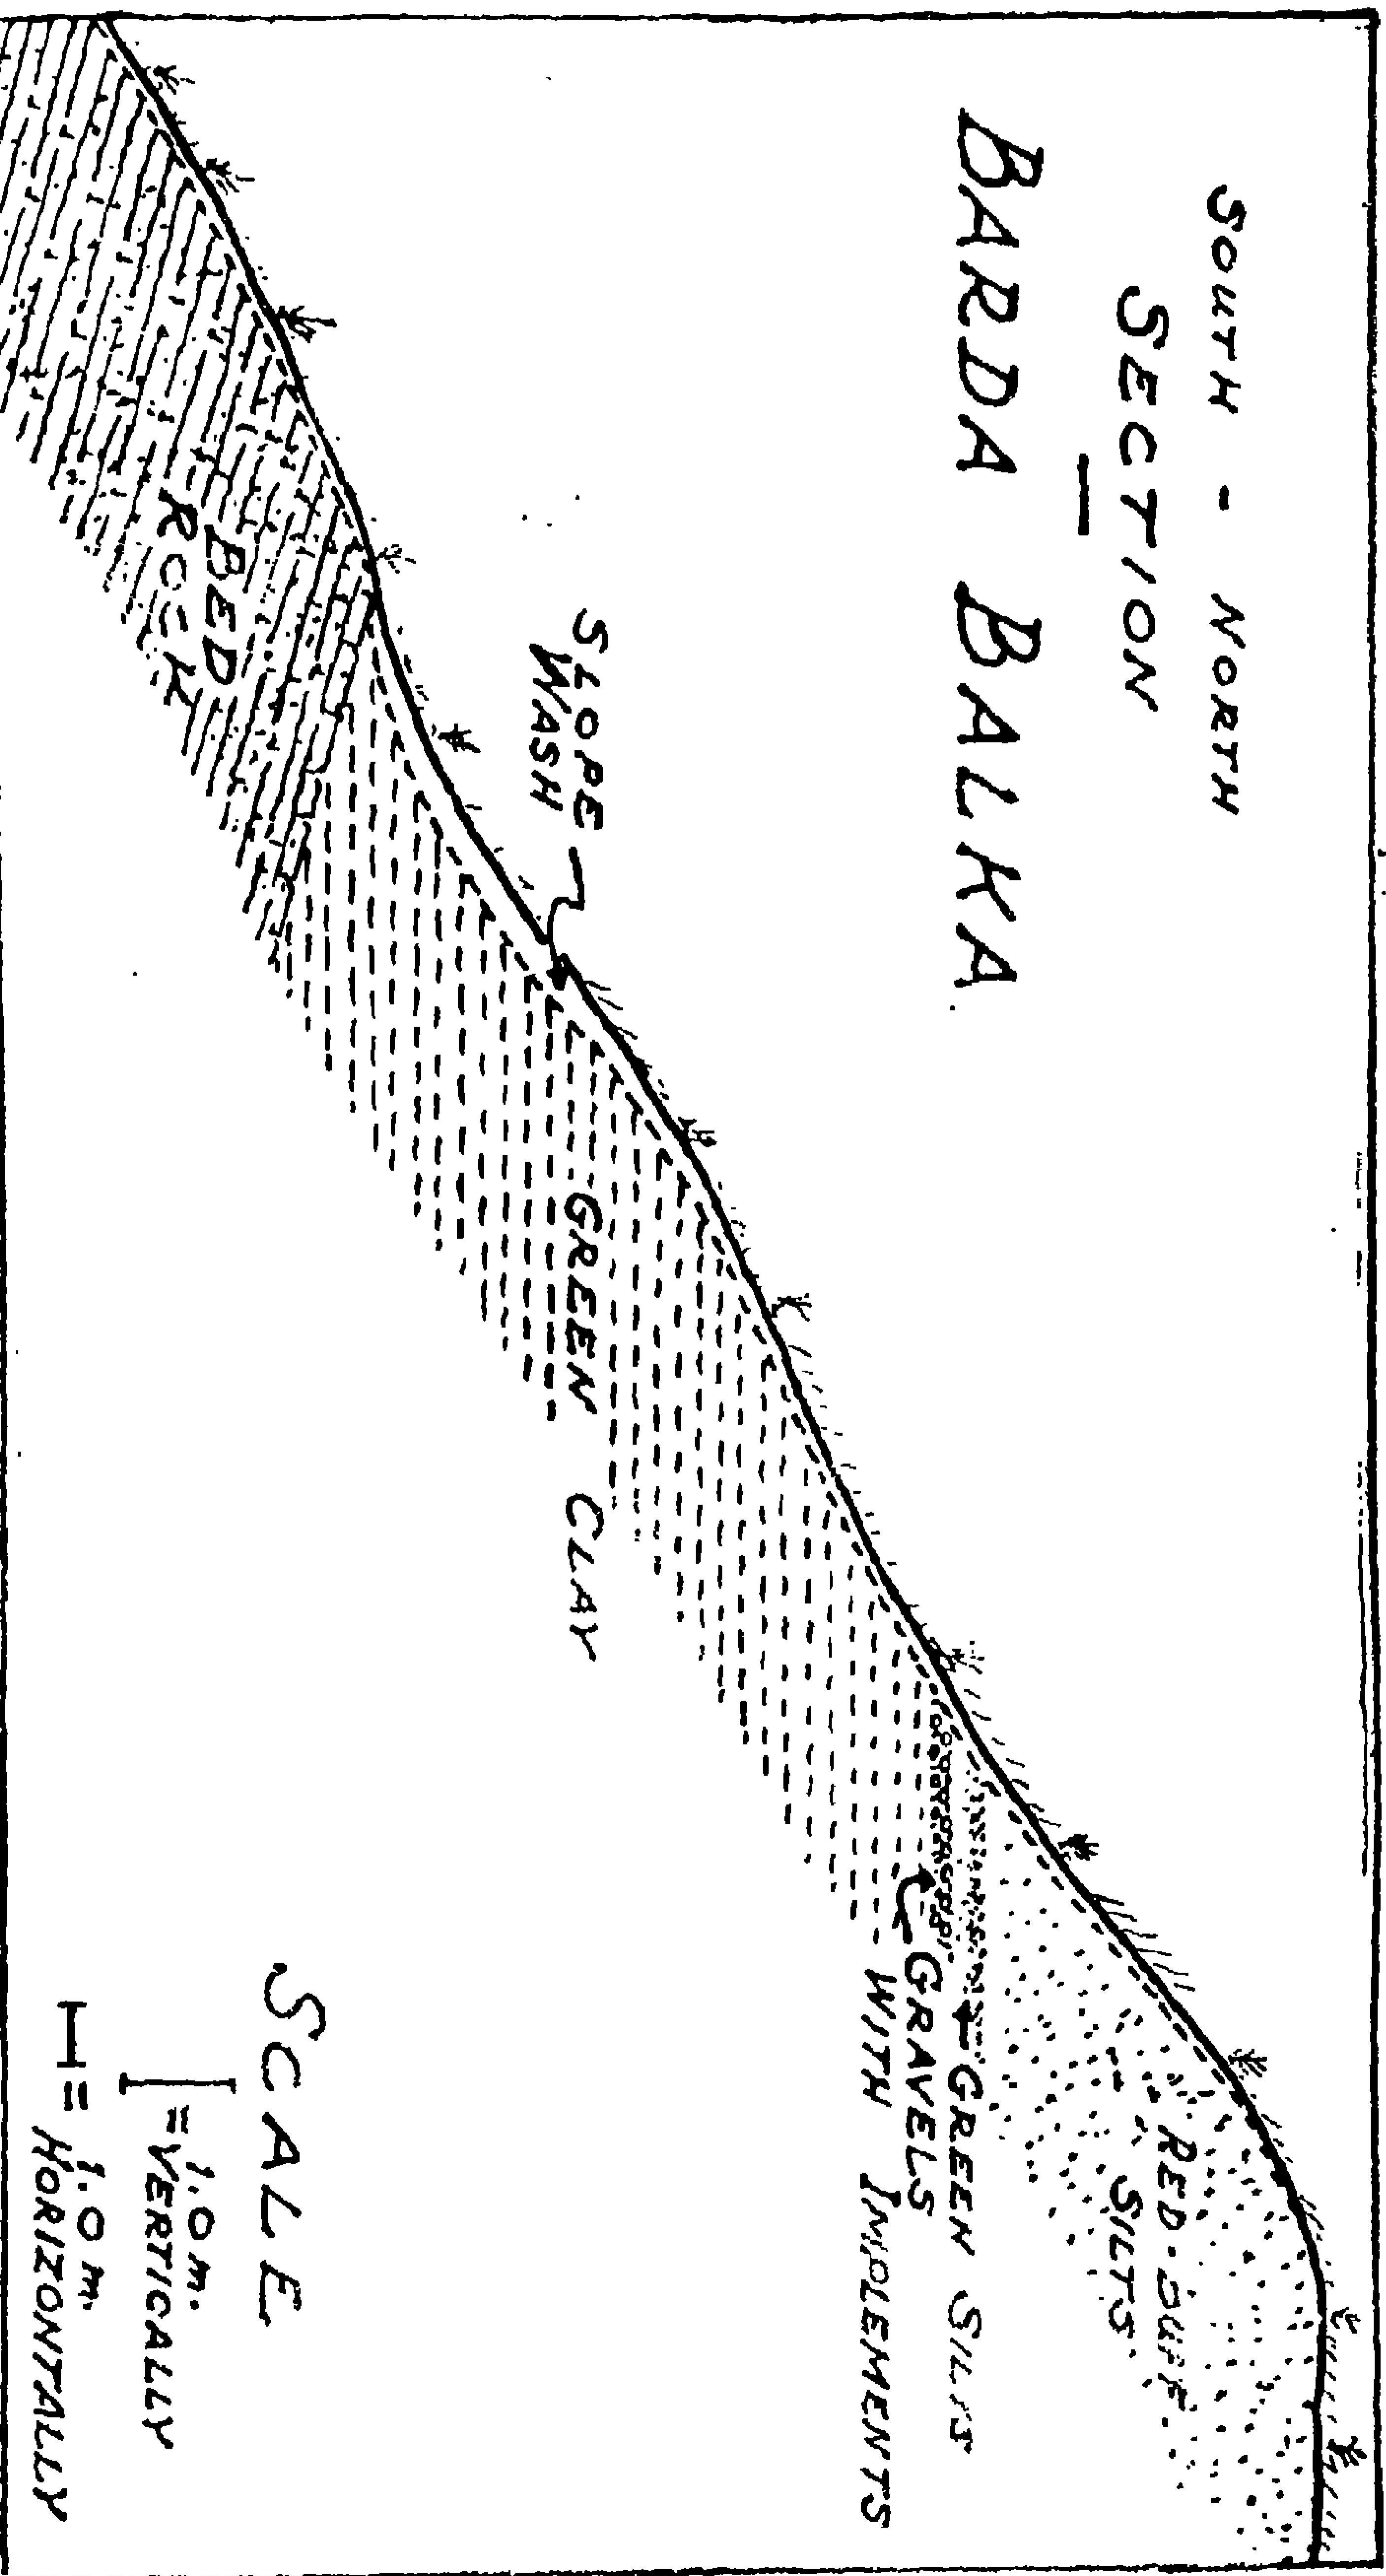 SOUTH - NORTH
SECTION
BARDA BALKA
SLOPE
WASH
BED
ROCK
GREEN CLAY
RED-BUFF
SILTS
GREEN SILTS
GRAVELS
WITH IMPLEMENTS
SCALE
= 1.0 m.
VERTICALLY
= 1.0 m.
HORIZONTALLY